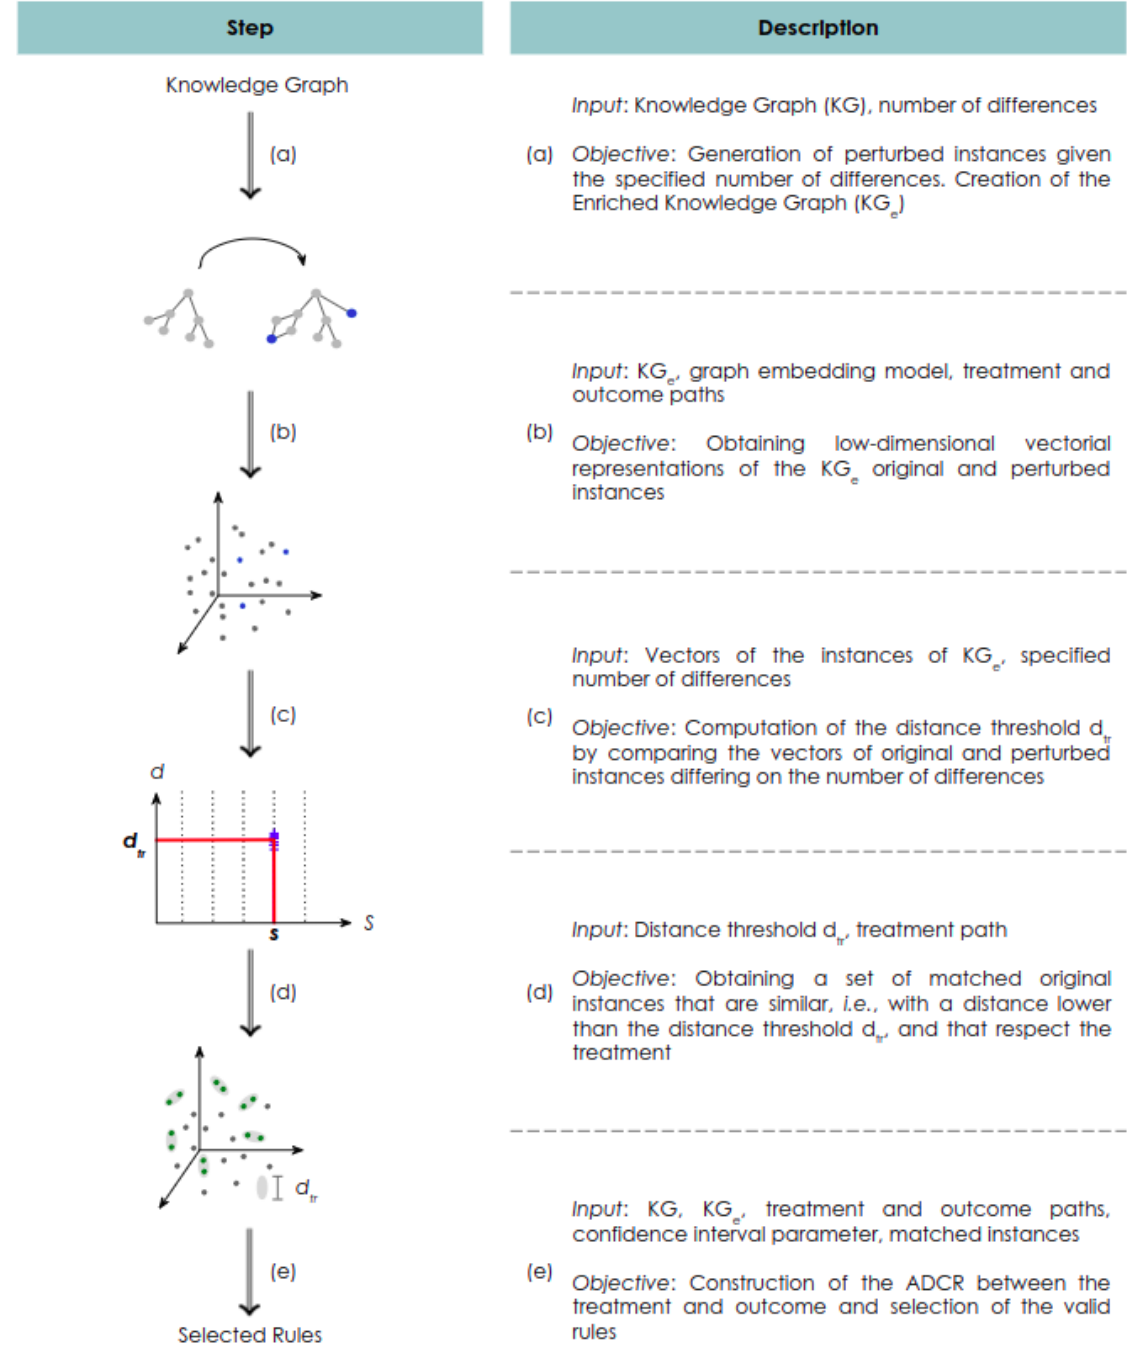 Step
Description
Knowledge Graph
(a)
Input: Knowledge Graph (KG), number of differences
(a) Objective: Generation of perturbed instances given
the specified number of differences. Creation of the
Enriched Knowledge Graph (KGe)
(b)
Input: KGe, graph embedding model, treatment and
outcome paths
(b)
Objective: Obtaining low-dimensional vectorial
representations of the KGe original and perturbed
instances
(c)
Input: Vectors of the instances of KGe, specified
number of differences
(c)
Objective: Computation of the distance threshold dtr
by comparing the vectors of original and perturbed
instances differing on the number of differences
d
dtr
s
S
(d)
Input: Distance threshold dtr, treatment path
(d)
Objective: Obtaining a set of matched original
instances that are similar, i.e., with a distance lower
than the distance threshold dtr, and that respect the
treatment
dtr
(e)
Input: KG, KGe, treatment and outcome paths,
confidence interval parameter, matched instances
(e)
Objective: Construction of the ADCR between the
treatment and outcome and selection of the valid
rules
Selected Rules